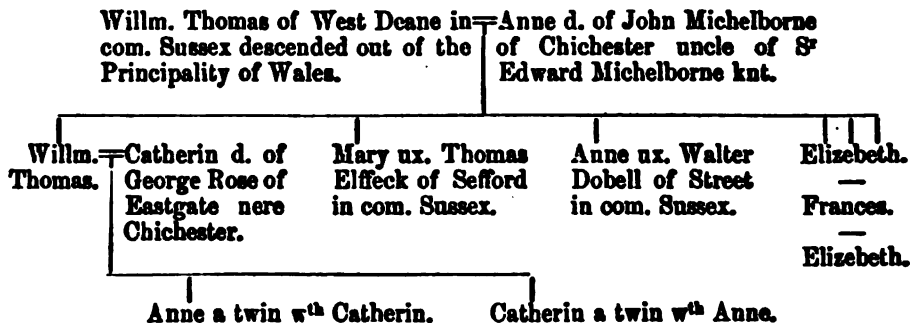 Willm. Thomas of West Deane in=Anne d. of John Michelborne
com. Sussex descended out of the of Chichester uncle of Sr
Principality of Wales. Edward Michelborne knt.
Willm.=Catherin d. of Mary ux. Thomas Anne ux. Walter Elizebeth.
Thomas. George Rose of Elffeck of Sefford Dobell of Street —
Eastgate nere in com. Sussex. in com. Sussex. Frances.
Chichester. —
Elizebeth.
Anne a twin wth Catherin. Catherin a twin wth Anne.